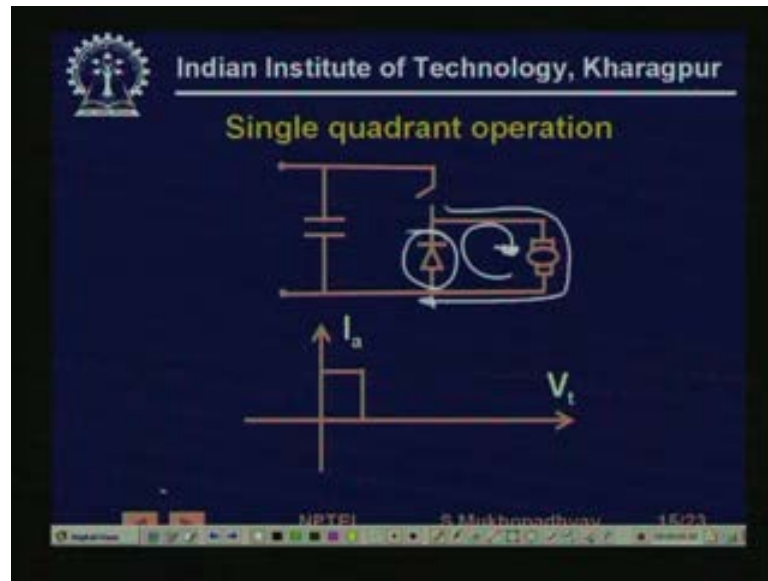 Indian Institute of Technology, Kharagpur
Single quadrant operation
Ia
Vt
NPTEL S.Mukhopadhyay 15/23